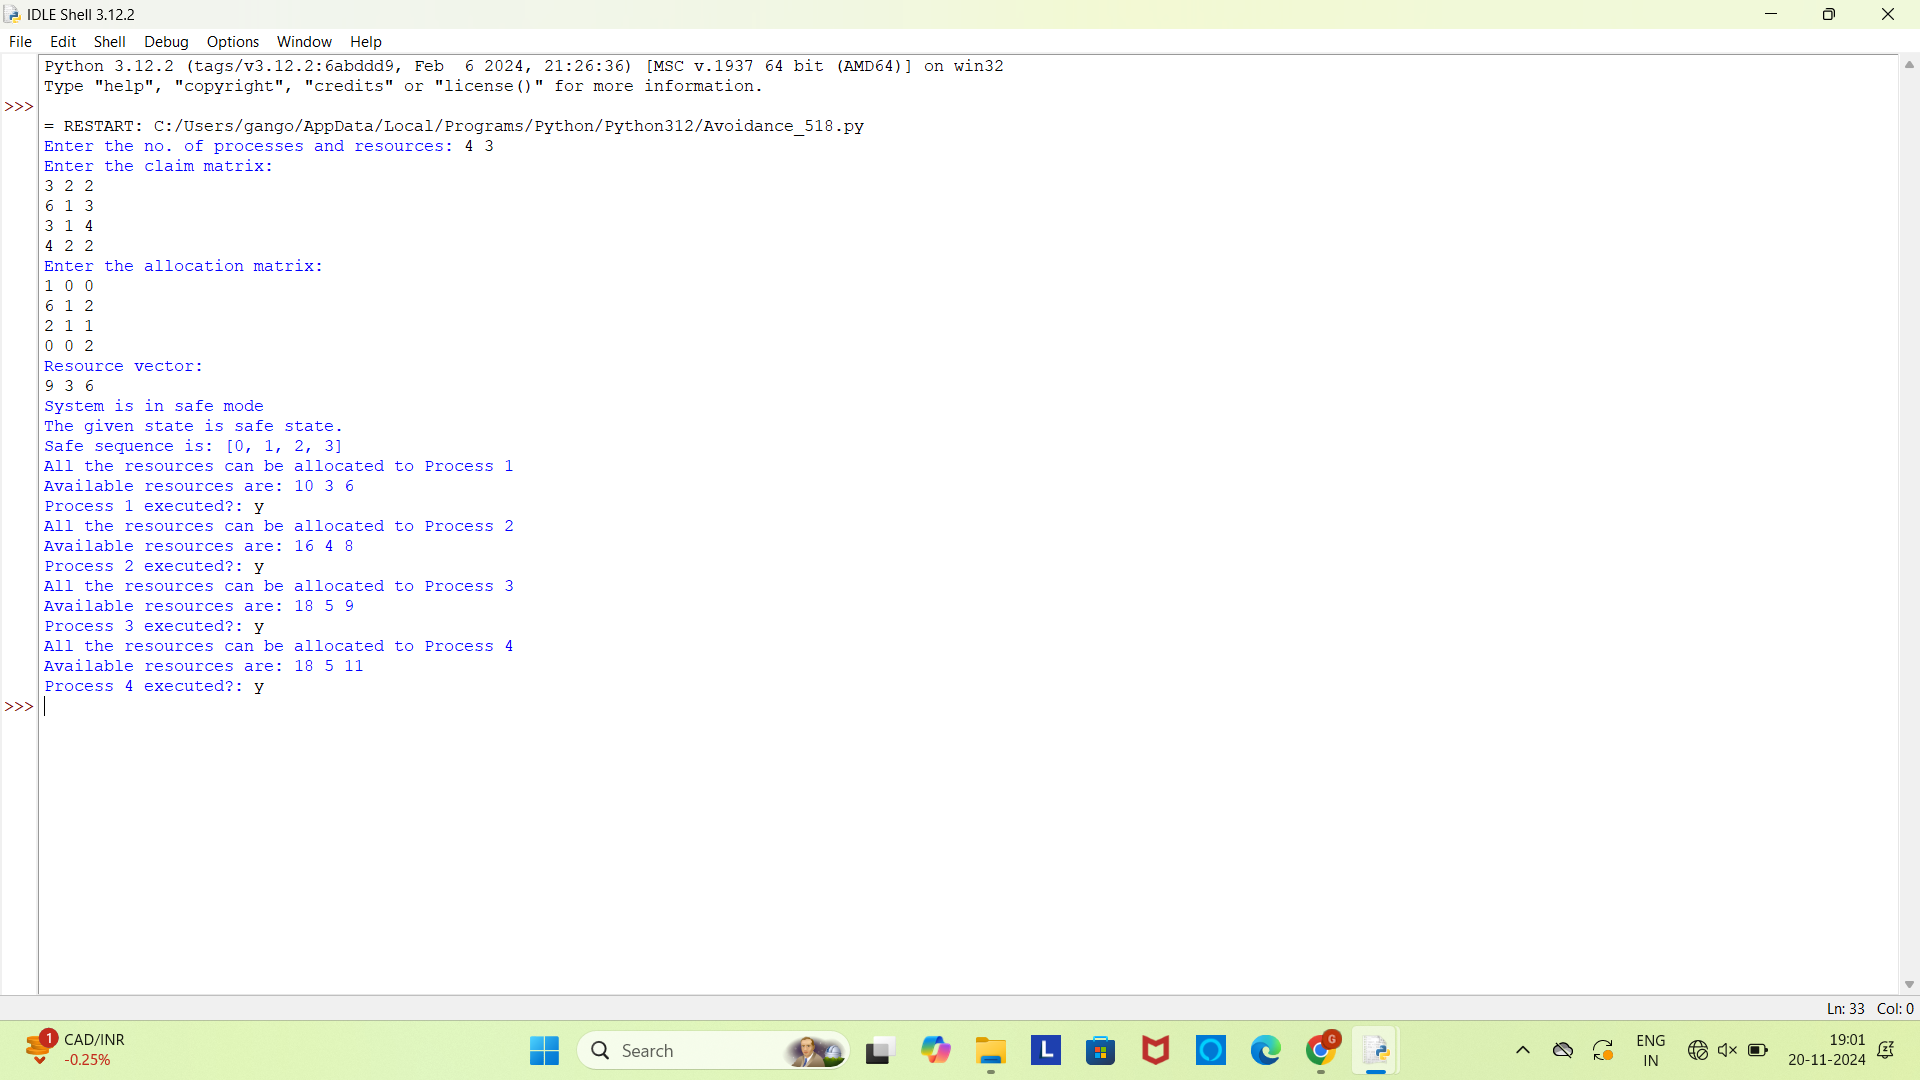 IDLE Shell 3.12.2
File Edit Shell Debug Options Window Help
Python 3.12.2 (tags/v3.12.2:6abddd9, Feb  6 2024, 21:26:36) [MSC v.1937 64 bit (AMD64)] on win32
Type "help", "copyright", "credits" or "license()" for more information.
>>>
= RESTART: C:/Users/gango/AppData/Local/Programs/Python/Python312/Avoidance_518.py
Enter the no. of processes and resources: 4 3
Enter the claim matrix:
3 2 2
6 1 3
3 1 4
4 2 2
Enter the allocation matrix:
1 0 0
6 1 2
2 1 1
0 0 2
Resource vector:
9 3 6
System is in safe mode
The given state is safe state.
Safe sequence is: [0, 1, 2, 3]
All the resources can be allocated to Process 1
Available resources are: 10 3 6
Process 1 executed?: y
All the resources can be allocated to Process 2
Available resources are: 16 4 8
Process 2 executed?: y
All the resources can be allocated to Process 3
Available resources are: 18 5 9
Process 3 executed?: y
All the resources can be allocated to Process 4
Available resources are: 18 5 11
Process 4 executed?: y
>>>
Ln: 33 Col: 0
1
CAD/INR
-0.25%
Search
L
G
ENG
IN
19:01
20-11-2024